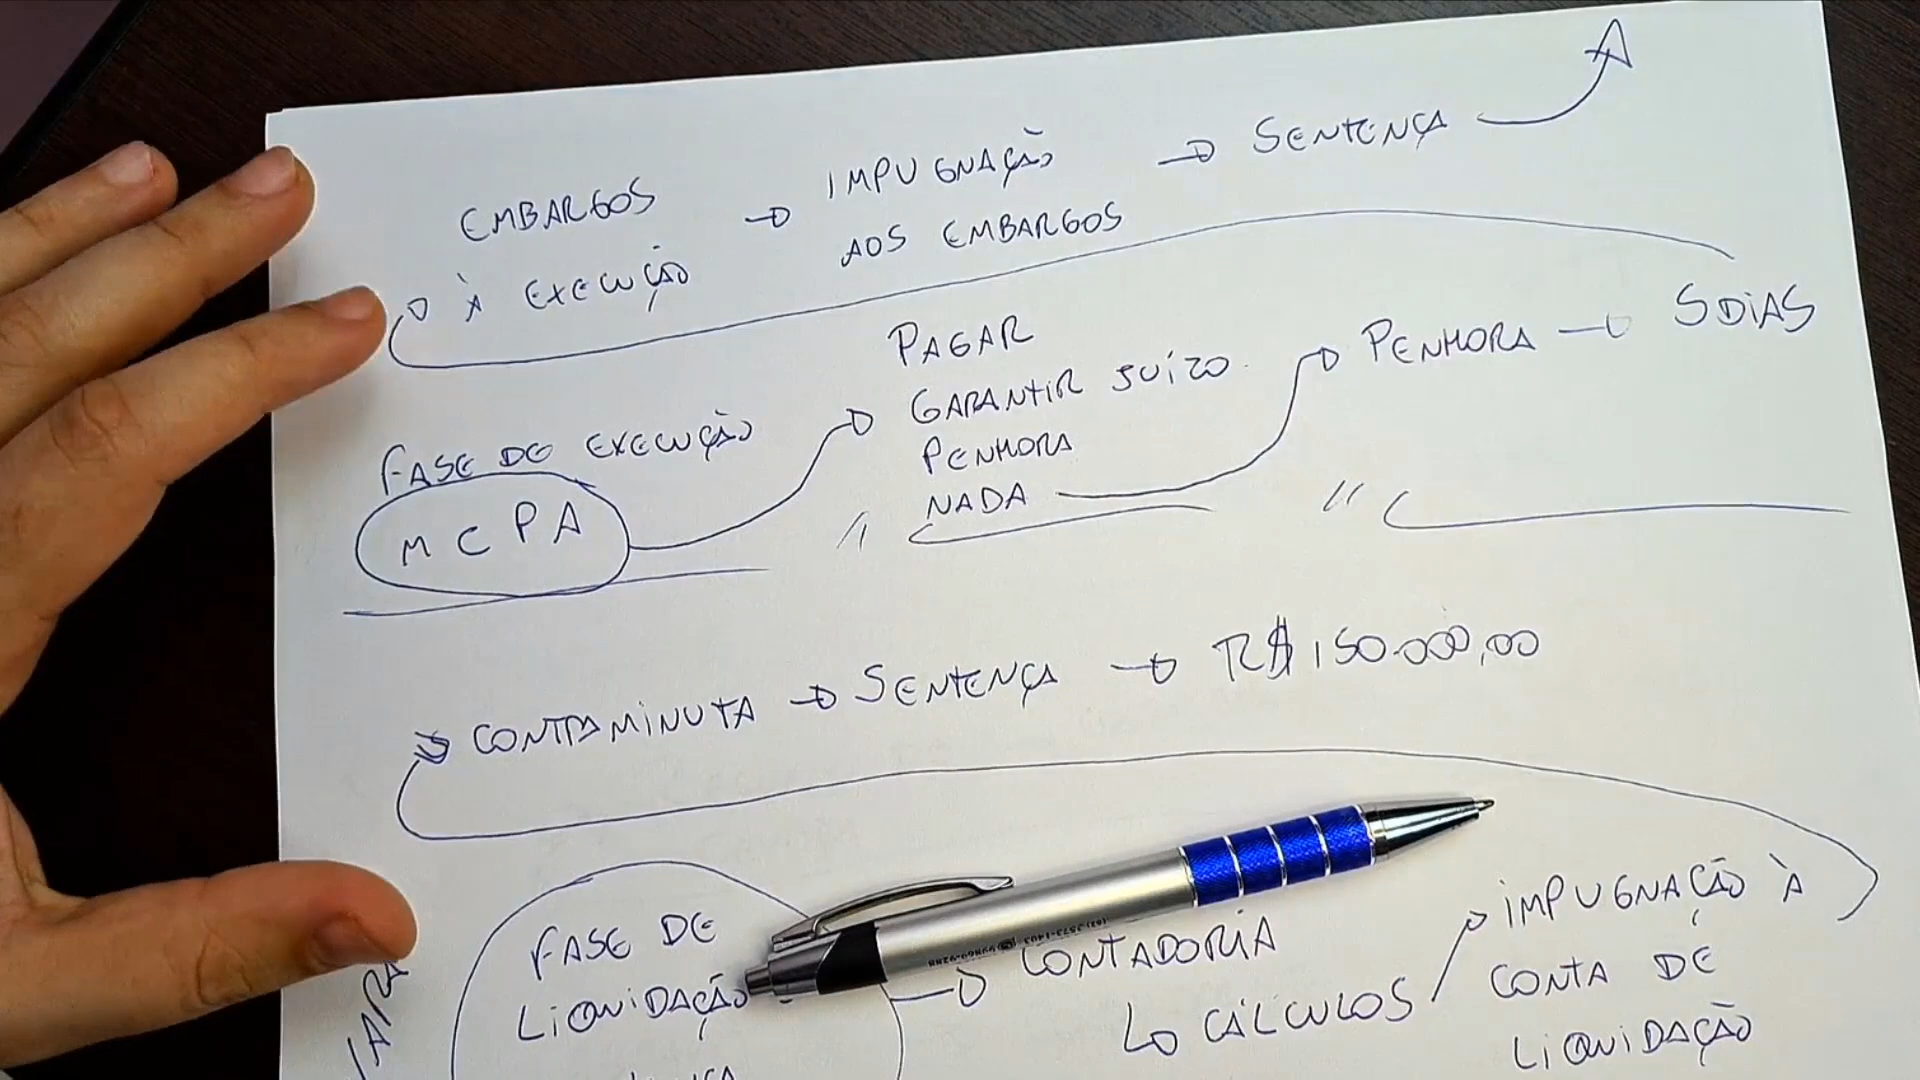 A
EMBARGOS → IMPUGNAÇÃO → SENTENÇA
À EXECUÇÃO AOS EMBARGOS
PAGAR
GARANTIR JUÍZO → PENHORA → 5 DIAS
FASE DE EXECUÇÃO
PENHORA
MCPA
NADA
CONTRAMINUTA → SENTENÇA → R$ 150.000,00
FASE DE
LIQUIDAÇÃO → CONTADORIA
CÁLCULOS
IMPUGNAÇÃO À
CONTA DE
LIQUIDAÇÃO